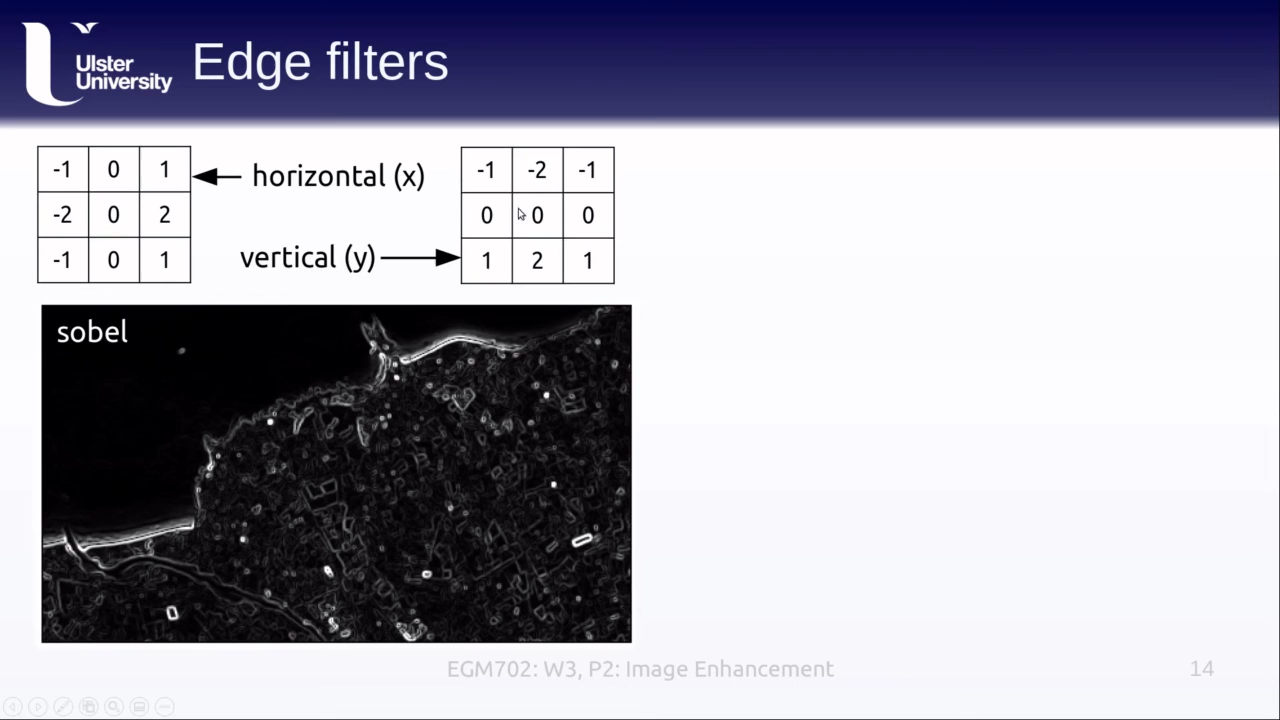 Ulster
University
Edge filters
-1 0 1
-2 0 2
-1 0 1
horizontal (x)
vertical (y)
-1 -2 -1
0 0 0
1 2 1
sobel
EGM702: W3, P2: Image Enhancement
14